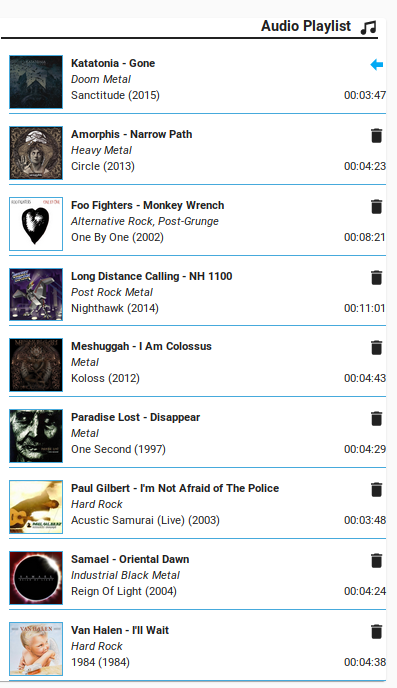 Audio Playlist
Katatonia - Gone
Doom Metal
Sanctitude (2015)
00:03:47
Amorphis - Narrow Path
Heavy Metal
Circle (2013)
00:04:23
Foo Fighters - Monkey Wrench
Alternative Rock, Post-Grunge
One By One (2002)
00:08:21
Long Distance Calling - NH 1100
Post Rock Metal
Nighthawk (2014)
00:11:01
Meshuggah - I Am Colossus
Metal
Koloss (2012)
00:04:43
Paradise Lost - Disappear
Metal
One Second (1997)
00:04:29
Paul Gilbert - I'm Not Afraid of The Police
Hard Rock
Acustic Samurai (Live) (2003)
00:03:48
Samael - Oriental Dawn
Industrial Black Metal
Reign Of Light (2004)
00:04:24
VAN HALEN
Van Halen - I'll Wait
Hard Rock
1984 (1984)
00:04:38